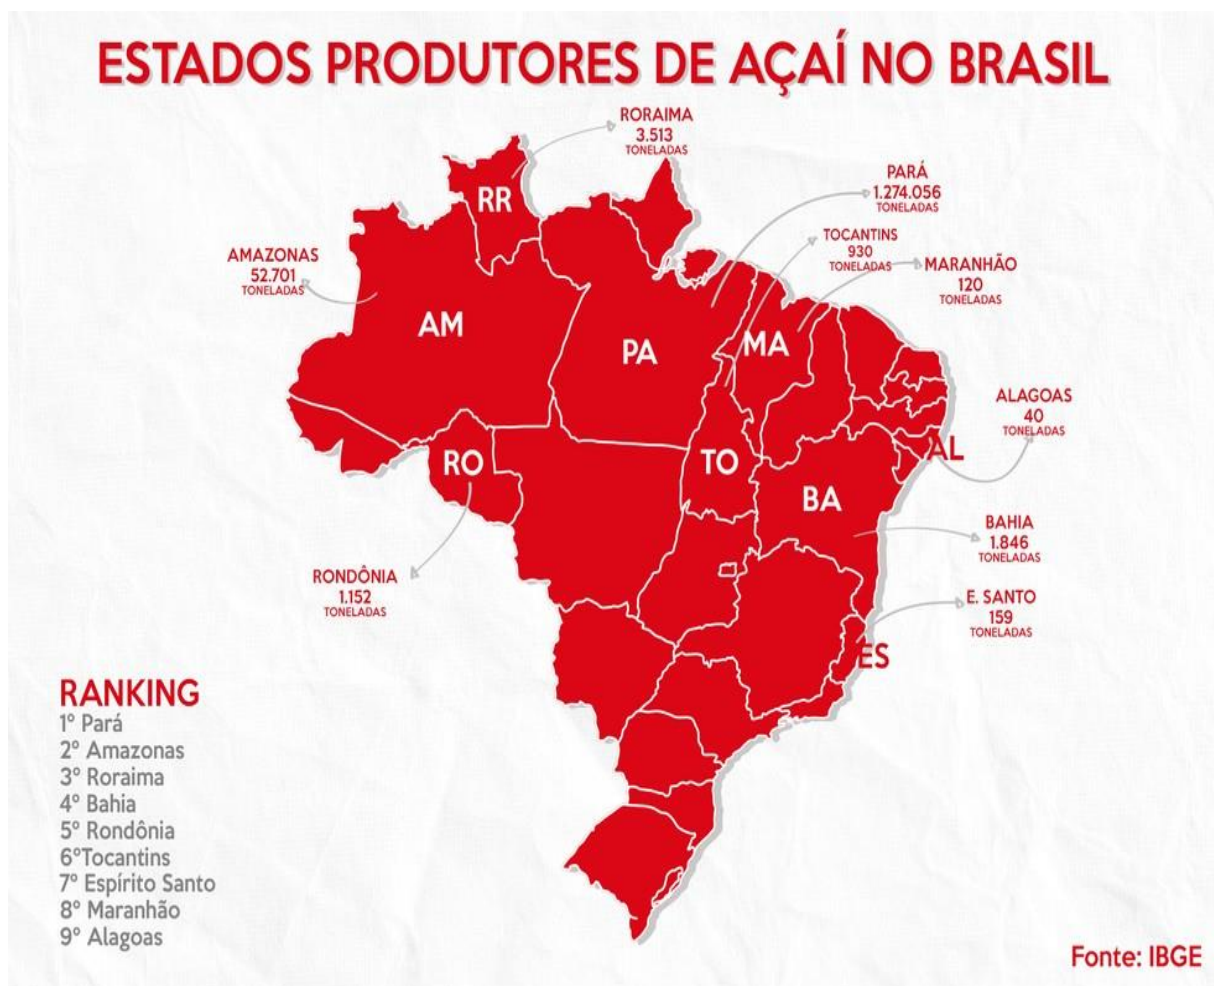 ESTADOS PRODUTORES DE AÇAÍ NO BRASIL
RORAIMA
3.513
TONELADAS
PARÁ
1.274.056
TONELADAS
TOCANTINS
930
TONELADAS
MARANHÃO
120
TONELADAS
AMAZONAS
52.701
TONELADAS
RR
AM
PA
MA
ALAGOAS
40
TONELADAS
AL
RO
TO
BA
BAHIA
1.846
TONELADAS
RONDÔNIA
1.152
TONELADAS
E. SANTO
159
TONELADAS
ES
RANKING
1º Pará
2º Amazonas
3º Roraima
4º Bahia
5º Rondônia
6ºTocantins
7º Espírito Santo
8º Maranhão
9º Alagoas
Fonte: IBGE